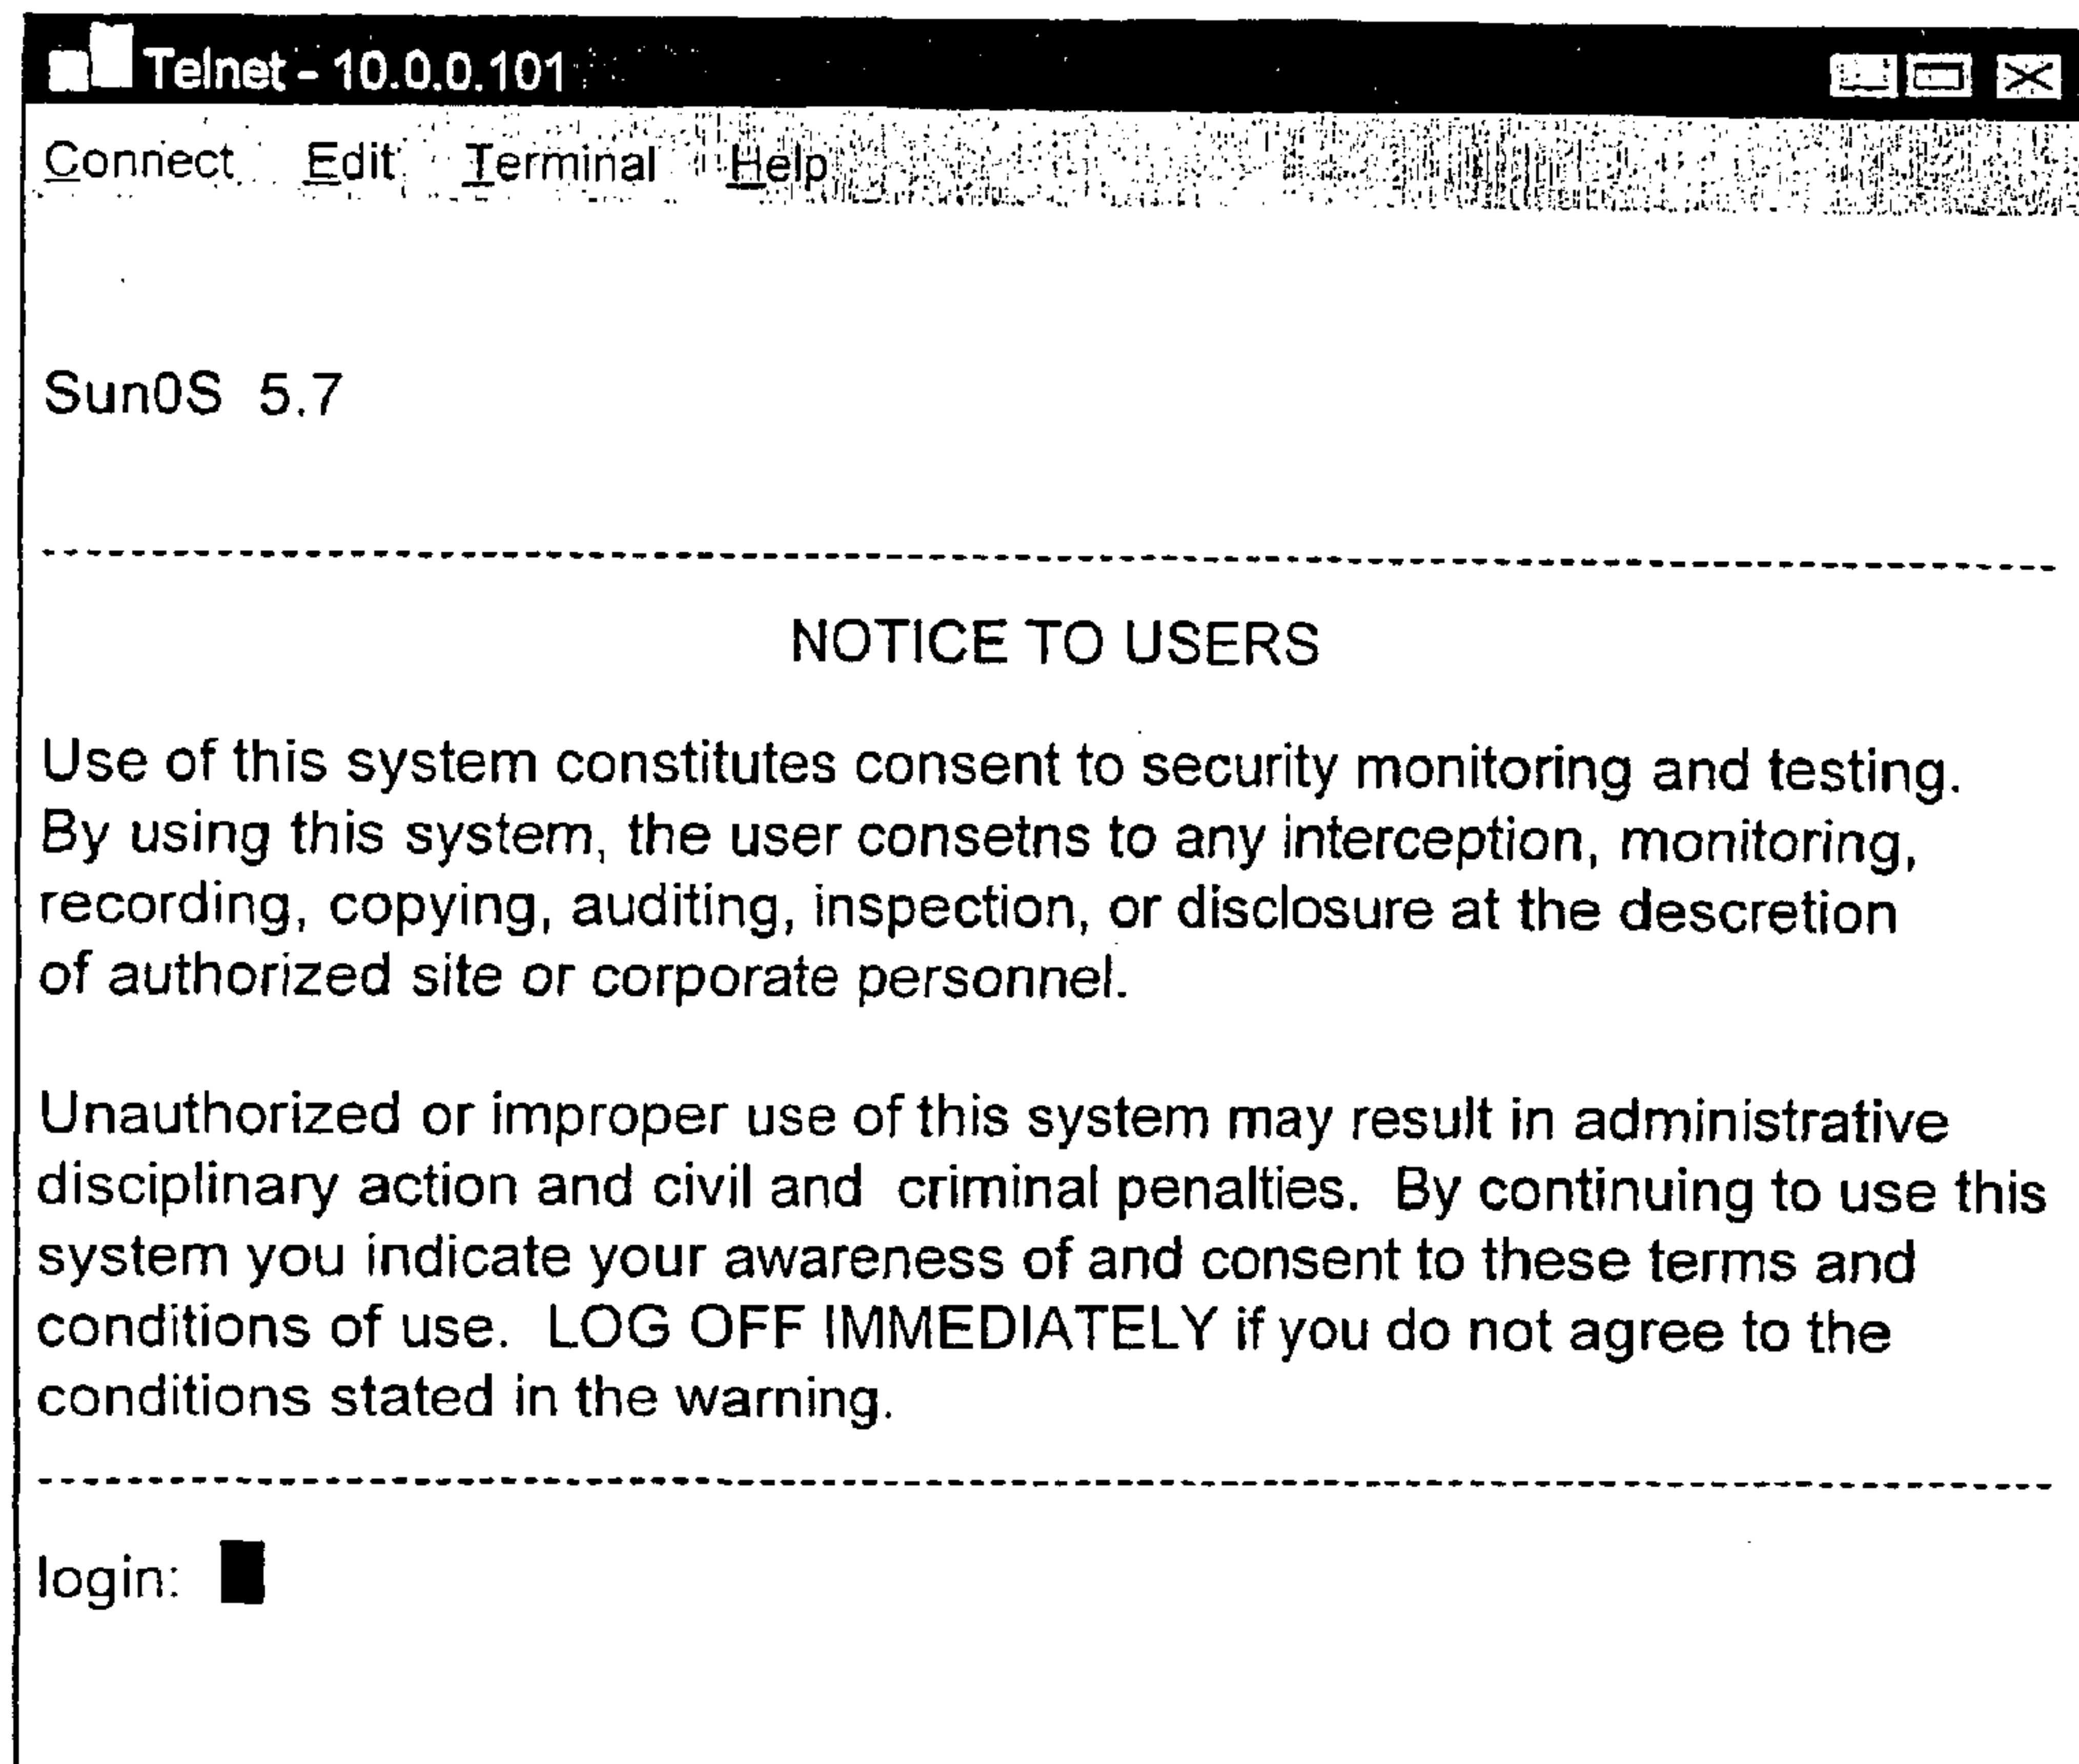 Telnet - 10.0.0.101
Connect Edit Terminal Help
Sun0S 5.7
--------------------------------------------------------------------------------
NOTICE TO USERS
Use of this system constitutes consent to security monitoring and testing.
By using this system, the user consetns to any interception, monitoring,
recording, copying, auditing, inspection, or disclosure at the descretion
of authorized site or corporate personnel.
Unauthorized or improper use of this system may result in administrative
disciplinary action and civil and  criminal penalties.  By continuing to use this
system you indicate your awareness of and consent to these terms and
conditions of use.  LOG OFF IMMEDIATELY if you do not agree to the
conditions stated in the warning.
--------------------------------------------------------------------------------
login: